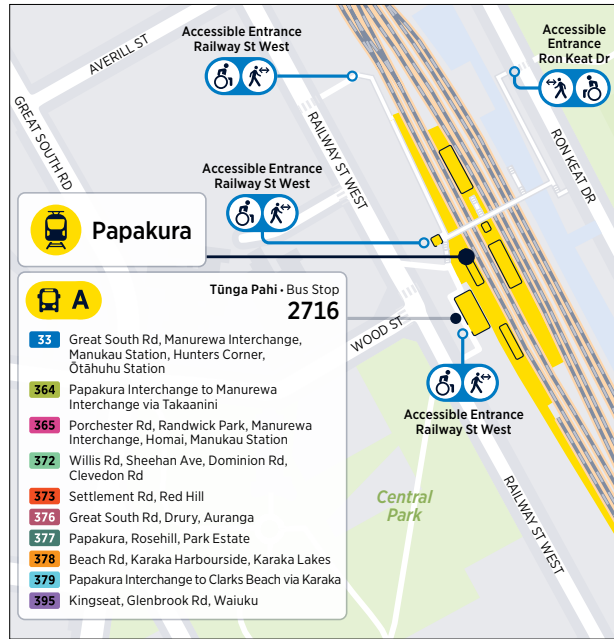 Accessible Entrance
Railway St West
Accessible
Entrance
Ron Keat Dr
AVERILL ST
GREAT SOUTH RD
RAILWAY ST WEST
RON KEAT DR
Accessible Entrance
Railway St West
Papakura
A
Tūnga Pahi • Bus Stop
2716
WOOD ST
33 Great South Rd, Manurewa Interchange,
Manukau Station, Hunters Corner,
Ōtāhuhu Station
364 Papakura Interchange to Manurewa
Interchange via Takaanini
365 Porchester Rd, Randwick Park, Manurewa
Interchange, Homai, Manukau Station
372 Willis Rd, Sheehan Ave, Dominion Rd,
Clevedon Rd
373 Settlement Rd, Red Hill
376 Great South Rd, Drury, Auranga
377 Papakura, Rosehill, Park Estate
378 Beach Rd, Karaka Harbourside, Karaka Lakes
379 Papakura Interchange to Clarks Beach via Karaka
395 Kingseat, Glenbrook Rd, Waiuku
Accessible Entrance
Railway St West
Central
Park
RAILWAY ST WEST